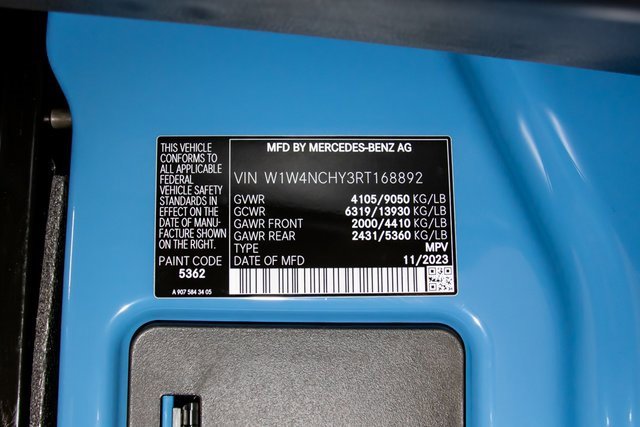 THIS VEHICLE
CONFORMS TO
ALL APPLICABLE
FEDERAL
VEHICLE SAFETY
STANDARDS IN
EFFECT ON THE
DATE OF MANU-
FACTURE SHOWN
ON THE RIGHT.
PAINT CODE
5362
A 907 584 34 05
MFD BY MERCEDES-BENZ AG
VIN W1W4NCHY3RT168892
GVWR 4105/9050 KG/LB
GCWR 6319/13930 KG/LB
GAWR FRONT 2000/4410 KG/LB
GAWR REAR 2431/5360 KG/LB
TYPE MPV
DATE OF MFD 11/2023